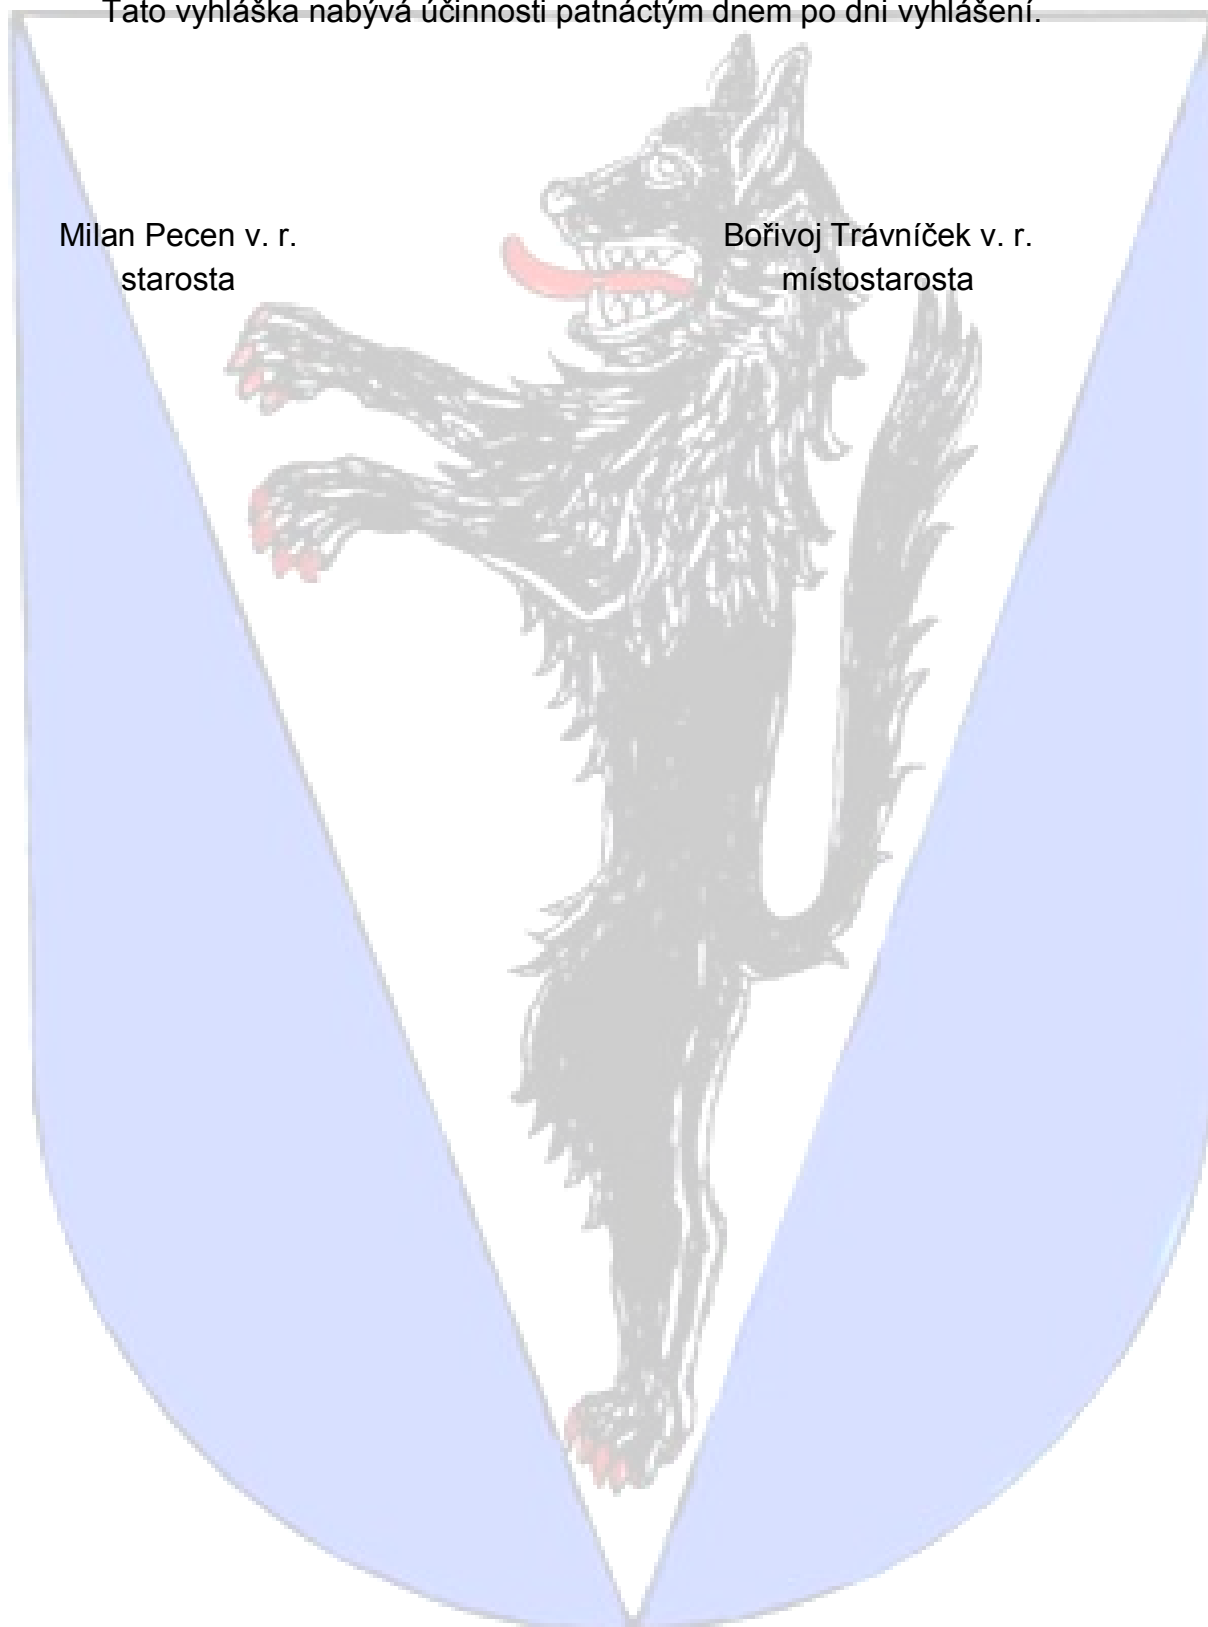 Tato vyhláška nabývá účinnosti patnáctým dnem po dni vyhlášení.
Milan Pecen v. r.
starosta
Bořivoj Trávníček v. r.
místostarosta